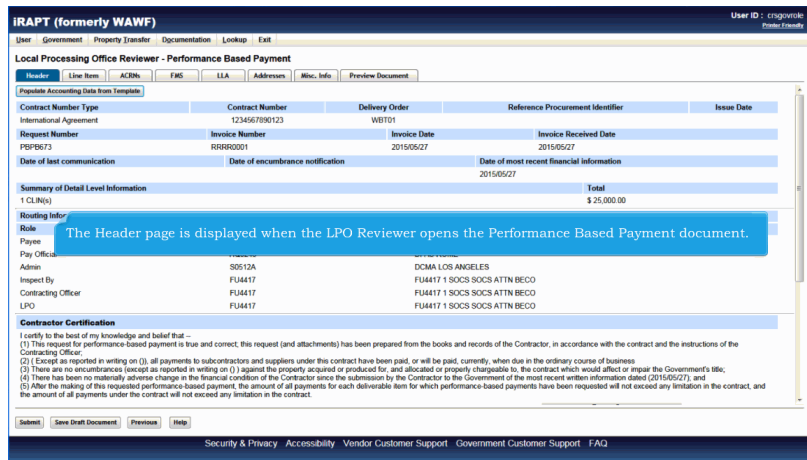 iRAPT (formerly WAWF)
User ID : crsgovrole
Printer Friendly
User Government Property Transfer Documentation Lookup Exit
Local Processing Office Reviewer - Performance Based Payment
Header Line Item ACRNs FMS LLA Addresses Misc. Info Preview Document
Populate Accounting Data from Template
Contract Number Type Contract Number Delivery Order Reference Procurement Identifier Issue Date
International Agreement 1234567890123 WBT01
Request Number Invoice Number Invoice Date Invoice Received Date
PBPB673 RRRR0001 2015/05/27 2015/05/27
Date of last communication Date of encumbrance notification Date of most recent financial information
2015/05/27
Summary of Detail Level Information Total
1 CLIN(s) $ 25,000.00
Routing
Role
The Header page is displayed when the LPO Reviewer opens the Performance Based Payment document.
Payee
Pay Official
Admin S0512A DCMA LOS ANGELES
Inspect By FU4417 FU4417 1 SOCS SOCS ATTN BECO
Contracting Officer FU4417 FU4417 1 SOCS SOCS ATTN BECO
LPO FU4417 FU4417 1 SOCS SOCS ATTN BECO
Contractor Certification
I certify to the best of my knowledge and belief that --
(1) This request for performance-based payment is true and correct; this request (and attachments) has been prepared from the books and records of the Contractor, in accordance with the contract and the instructions of the
Contracting Officer;
(2) ( Except as reported in writing on ()), all payments to subcontractors and suppliers under this contract have been paid, or will be paid, currently, when due in the ordinary course of business
(3) There are no encumbrances (except as reported in writing on () ) against the property acquired or produced for, and allocated or properly chargeable to, the contract which would affect or impair the Government's title;
(4) There has been no materially adverse change in the financial condition of the Contractor since the submission by the Contractor to the Government of the most recent written information dated (2015/05/27); and
(5) After the making of this requested performance-based payment, the amount of all payments for each deliverable item for which performance-based payments have been requested will not exceed any limitation in the contract, and
the amount of all payments under the contract will not exceed any limitation in the contract.
Submit Save Draft Document Previous Help
Security & Privacy Accessibility Vendor Customer Support Government Customer Support FAQ